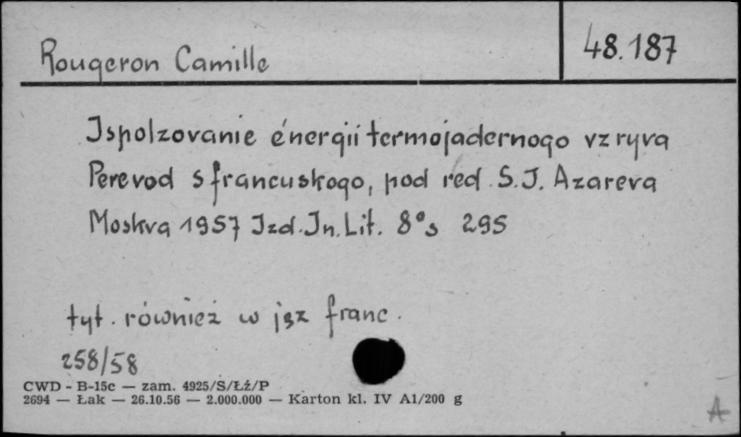 Rougeron Camille
48.187
Ispolzovanie énergii termojadernogo vzryva
Perevod s francuskogo, pod red. S.J. Azareva
Moskva 1957 Izd. In. Lit. 8°s 295
tyt. również w jęz franc.
258/58
CWD - B-15c — zam. 4925/S/Łź/P
2694 — Łak — 26.10.56 — 2.000.000 — Karton kl. IV A1/200 g
A